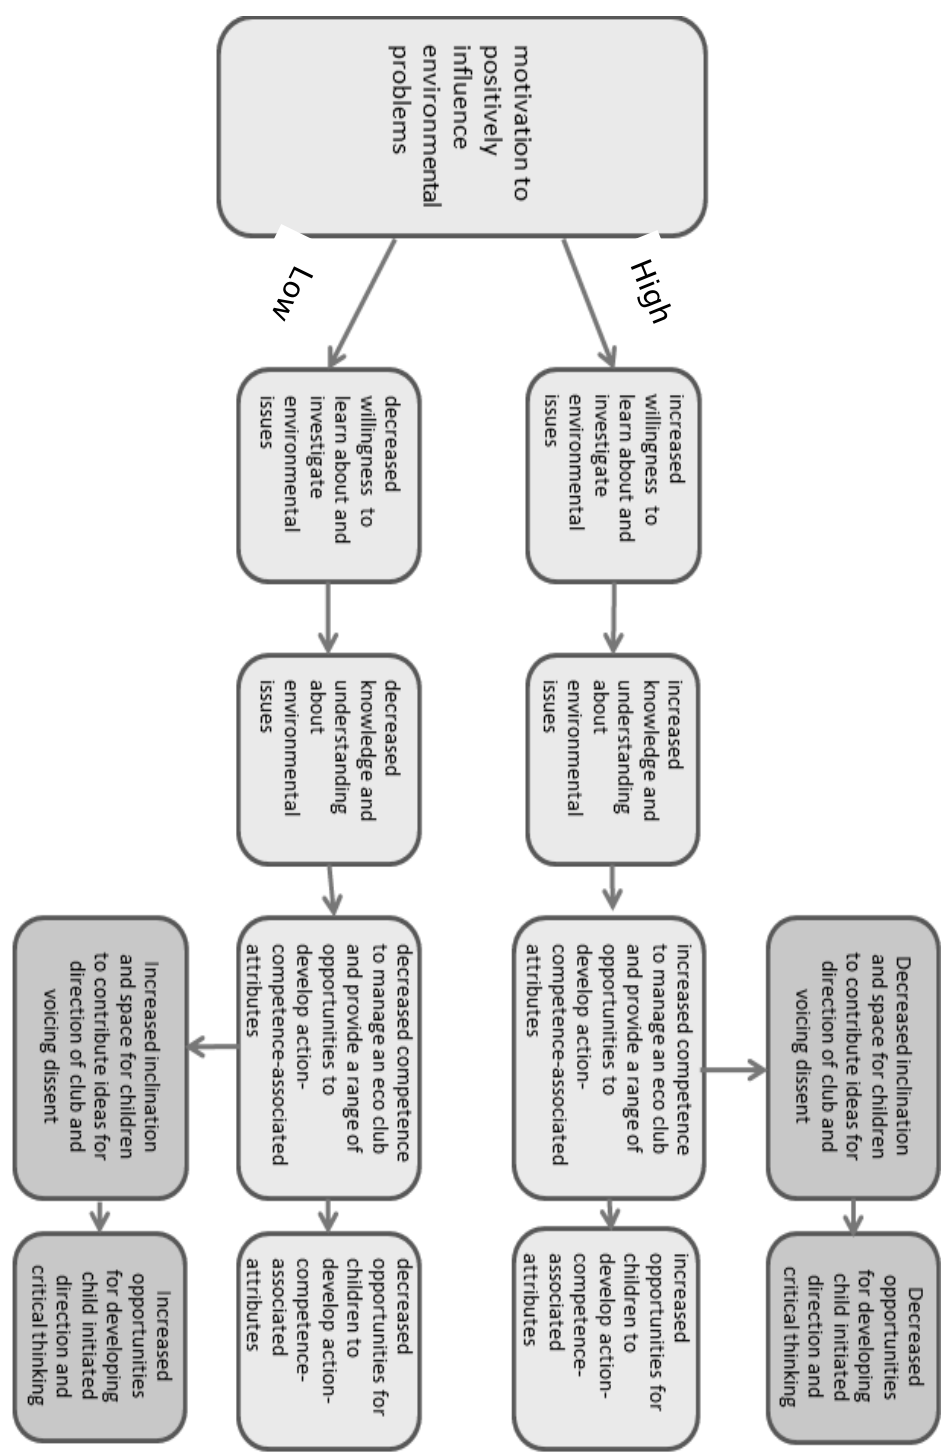 motivation to
positively
influence
environmental
problems
High
Low
Decreased inclination
and space for children
to contribute ideas for
direction of club and
voicing dissent
Decreased
opportunities
for developing
child initiated
direction and
critical thinking
increased
willingness to
learn about and
investigate
environmental
issues
increased
knowledge and
understanding
about
environmental
issues
increased competence
to manage an eco club
and provide a range of
opportunities to
develop action-
competence-associated
attributes
increased
opportunities for
children to
develop action-
competence-
associated
attributes
decreased
willingness to
learn about and
investigate
environmental
issues
decreased
knowledge and
understanding
about
environmental
issues
decreased competence
to manage an eco club
and provide a range of
opportunities to
develop action-
competence-associated
attributes
decreased
opportunities for
children to
develop action-
competence-
associated
attributes
Increased inclination
and space for children
to contribute ideas for
direction of club and
voicing dissent
Increased
opportunities
for developing
child initiated
direction and
critical thinking